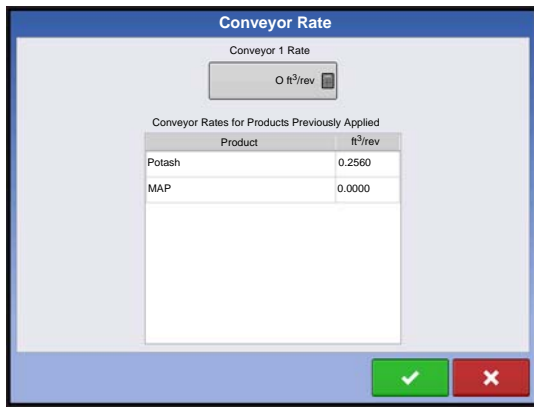 Conveyor Rate
Conveyor 1 Rate
O ft³/rev
Conveyor Rates for Products Previously Applied
Product ft³/rev
Potash 0.2560
MAP 0.0000